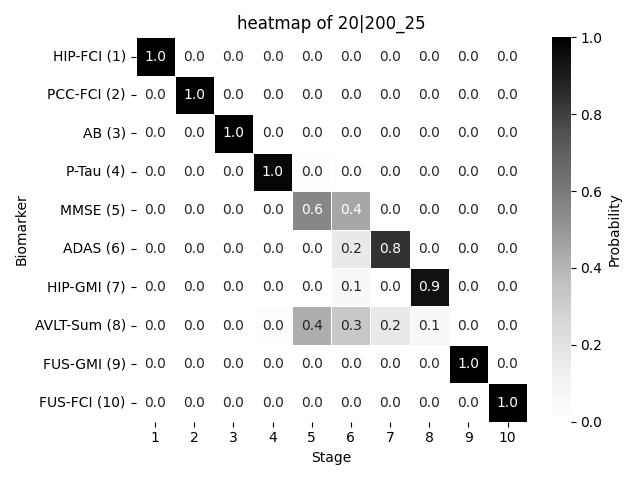 heatmap of 20|200_25
HIP-FCI (1) 1.0 0.0 0.0 0.0 0.0 0.0 0.0 0.0 0.0 0.0
PCC-FCI (2) 0.0 1.0 0.0 0.0 0.0 0.0 0.0 0.0 0.0 0.0
AB (3) 0.0 0.0 1.0 0.0 0.0 0.0 0.0 0.0 0.0 0.0
P-Tau (4) 0.0 0.0 0.0 1.0 0.0 0.0 0.0 0.0 0.0 0.0
MMSE (5) 0.0 0.0 0.0 0.0 0.6 0.4 0.0 0.0 0.0 0.0
ADAS (6) 0.0 0.0 0.0 0.0 0.0 0.2 0.8 0.0 0.0 0.0
HIP-GMI (7) 0.0 0.0 0.0 0.0 0.0 0.1 0.0 0.9 0.0 0.0
AVLT-Sum (8) 0.0 0.0 0.0 0.0 0.4 0.3 0.2 0.1 0.0 0.0
FUS-GMI (9) 0.0 0.0 0.0 0.0 0.0 0.0 0.0 0.0 1.0 0.0
FUS-FCI (10) 0.0 0.0 0.0 0.0 0.0 0.0 0.0 0.0 0.0 1.0
1 2 3 4 5 6 7 8 9 10
Stage
Biomarker
1.0
0.8
0.6
0.4
0.2
0.0
Probability